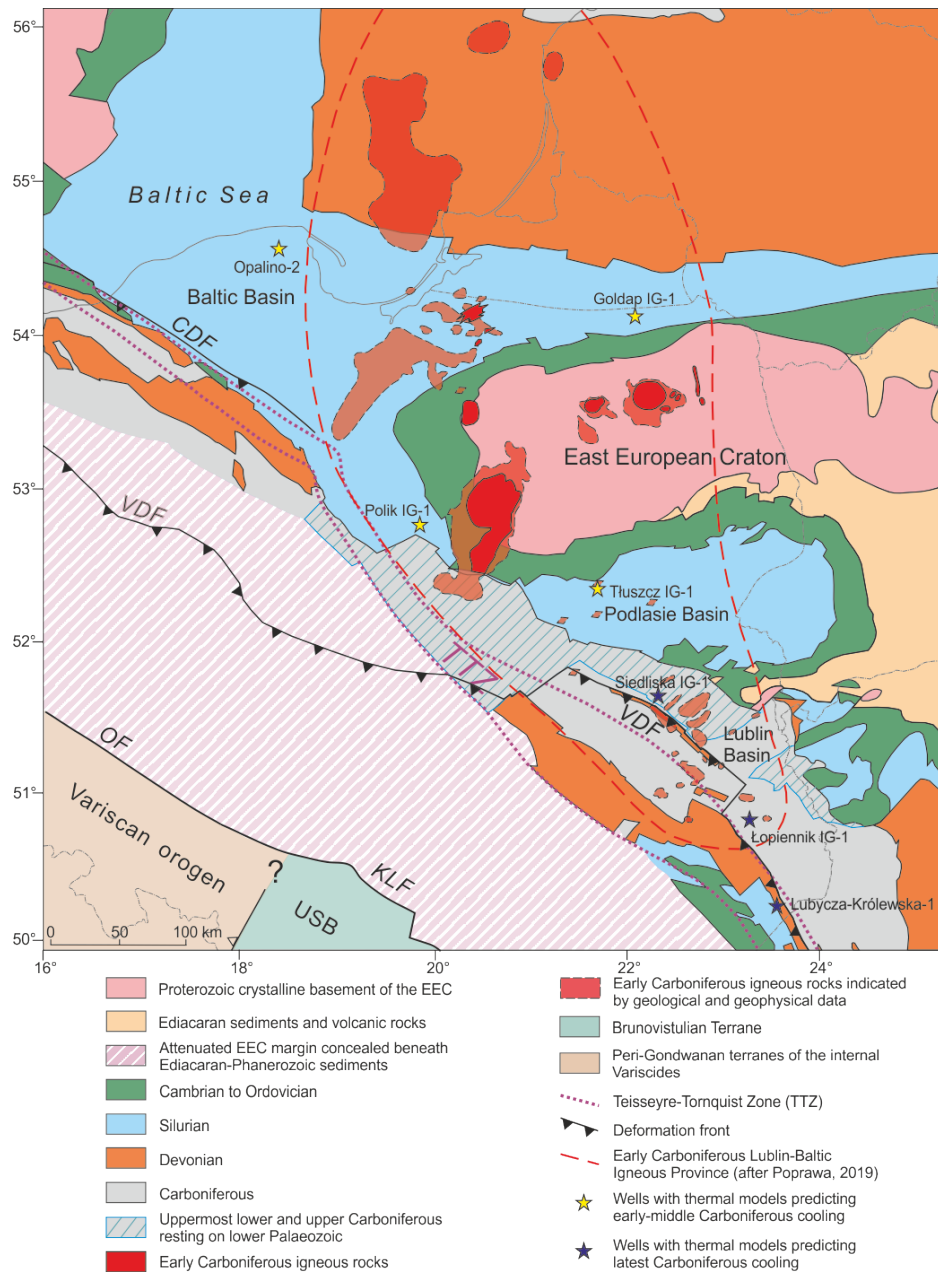 56°
55°
Baltic Sea
Opalino-2
Baltic Basin
Goldap IG-1
54°
CDF
East European Craton
53°
VDF
Polik IG-1
Tłuszcz IG-1
Podlasie Basin
52°
TTZ
Siedliska IG-1
VDF
Lublin
Basin
OF
51°
Łopiennik IG-1
Variscan orogen
?
KLF
Lubycza-Królewska-1
USB
0 50 100 km
50°
16° 18° 20° 22° 24°
Proterozoic crystalline basement of the EEC
Ediacaran sediments and volcanic rocks
Attenuated EEC margin concealed beneath
Ediacaran-Phanerozoic sediments
Cambrian to Ordovician
Silurian
Devonian
Carboniferous
Uppermost lower and upper Carboniferous
resting on lower Palaeozoic
Early Carboniferous igneous rocks
Early Carboniferous igneous rocks indicated
by geological and geophysical data
Brunovistulian Terrane
Peri-Gondwanan terranes of the internal
Variscides
Teisseyre-Tornquist Zone (TTZ)
Deformation front
Early Carboniferous Lublin-Baltic
Igneous Province (after Poprawa, 2019)
Wells with thermal models predicting
early-middle Carboniferous cooling
Wells with thermal models predicting
latest Carboniferous cooling